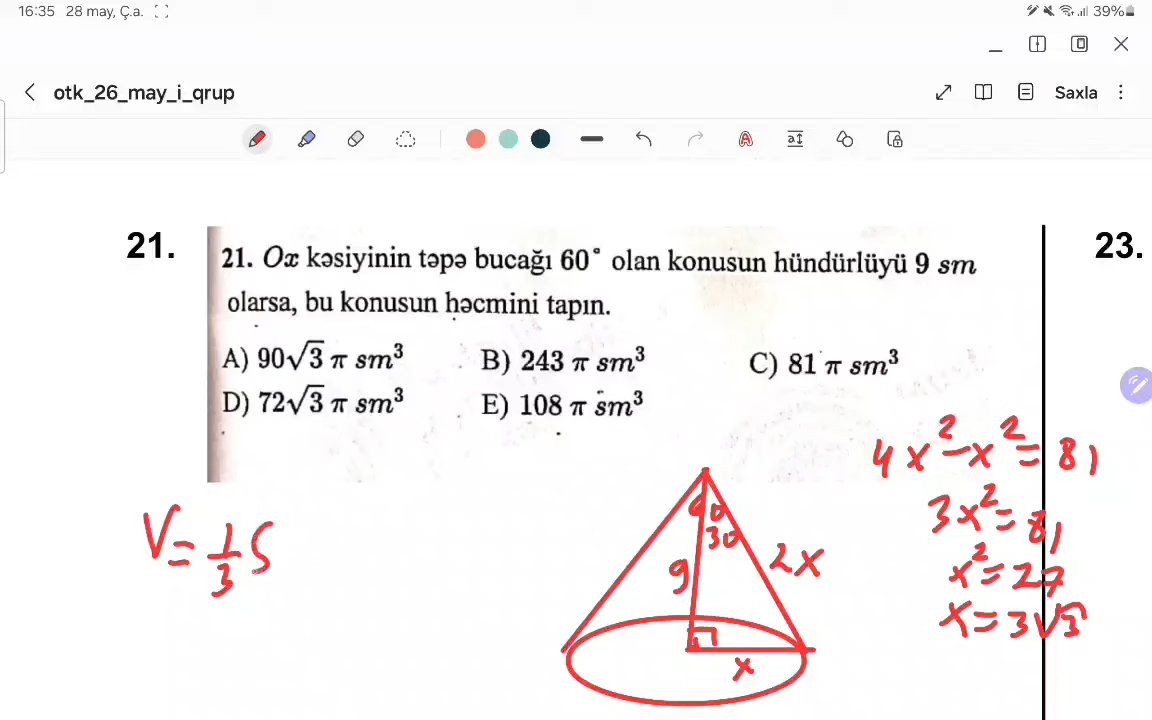 16:35 28 may, Ç.a. 39%
otk_26_may_i_qrup Saxla
21. 23.
21. Ox kəsiyinin təpə bucağı 60° olan konusun hündürlüyü 9 sm
olarsa, bu konusun həcmini tapın.
A) 90√3 π sm³ B) 243 π sm³ C) 81 π sm³
D) 72√3 π sm³ E) 108 π sm³
4x² - x² = 81
3x² = 81
x² = 27
x = 3√3
V = 1/3 S
60
30
9
2x
x